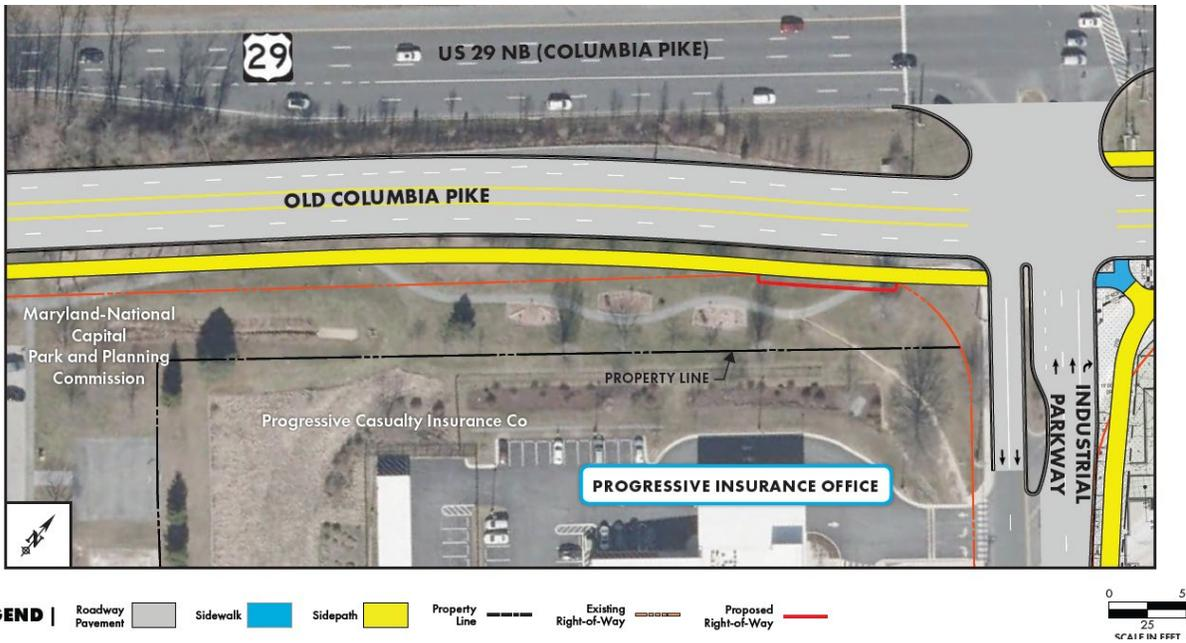 29
US 29 NB (COLUMBIA PIKE)
OLD COLUMBIA PIKE
Maryland-National
Capital
Park and Planning
Commission
PROPERTY LINE
Progressive Casualty Insurance Co
PROGRESSIVE INSURANCE OFFICE
INDUSTRIAL
PARKWAY
N
GEND |
Roadway
Pavement
Sidewalk
Sidepath
Property
Line
Existing
Right-of-Way
Proposed
Right-of-Way
0 5
25
SCALE IN FEET